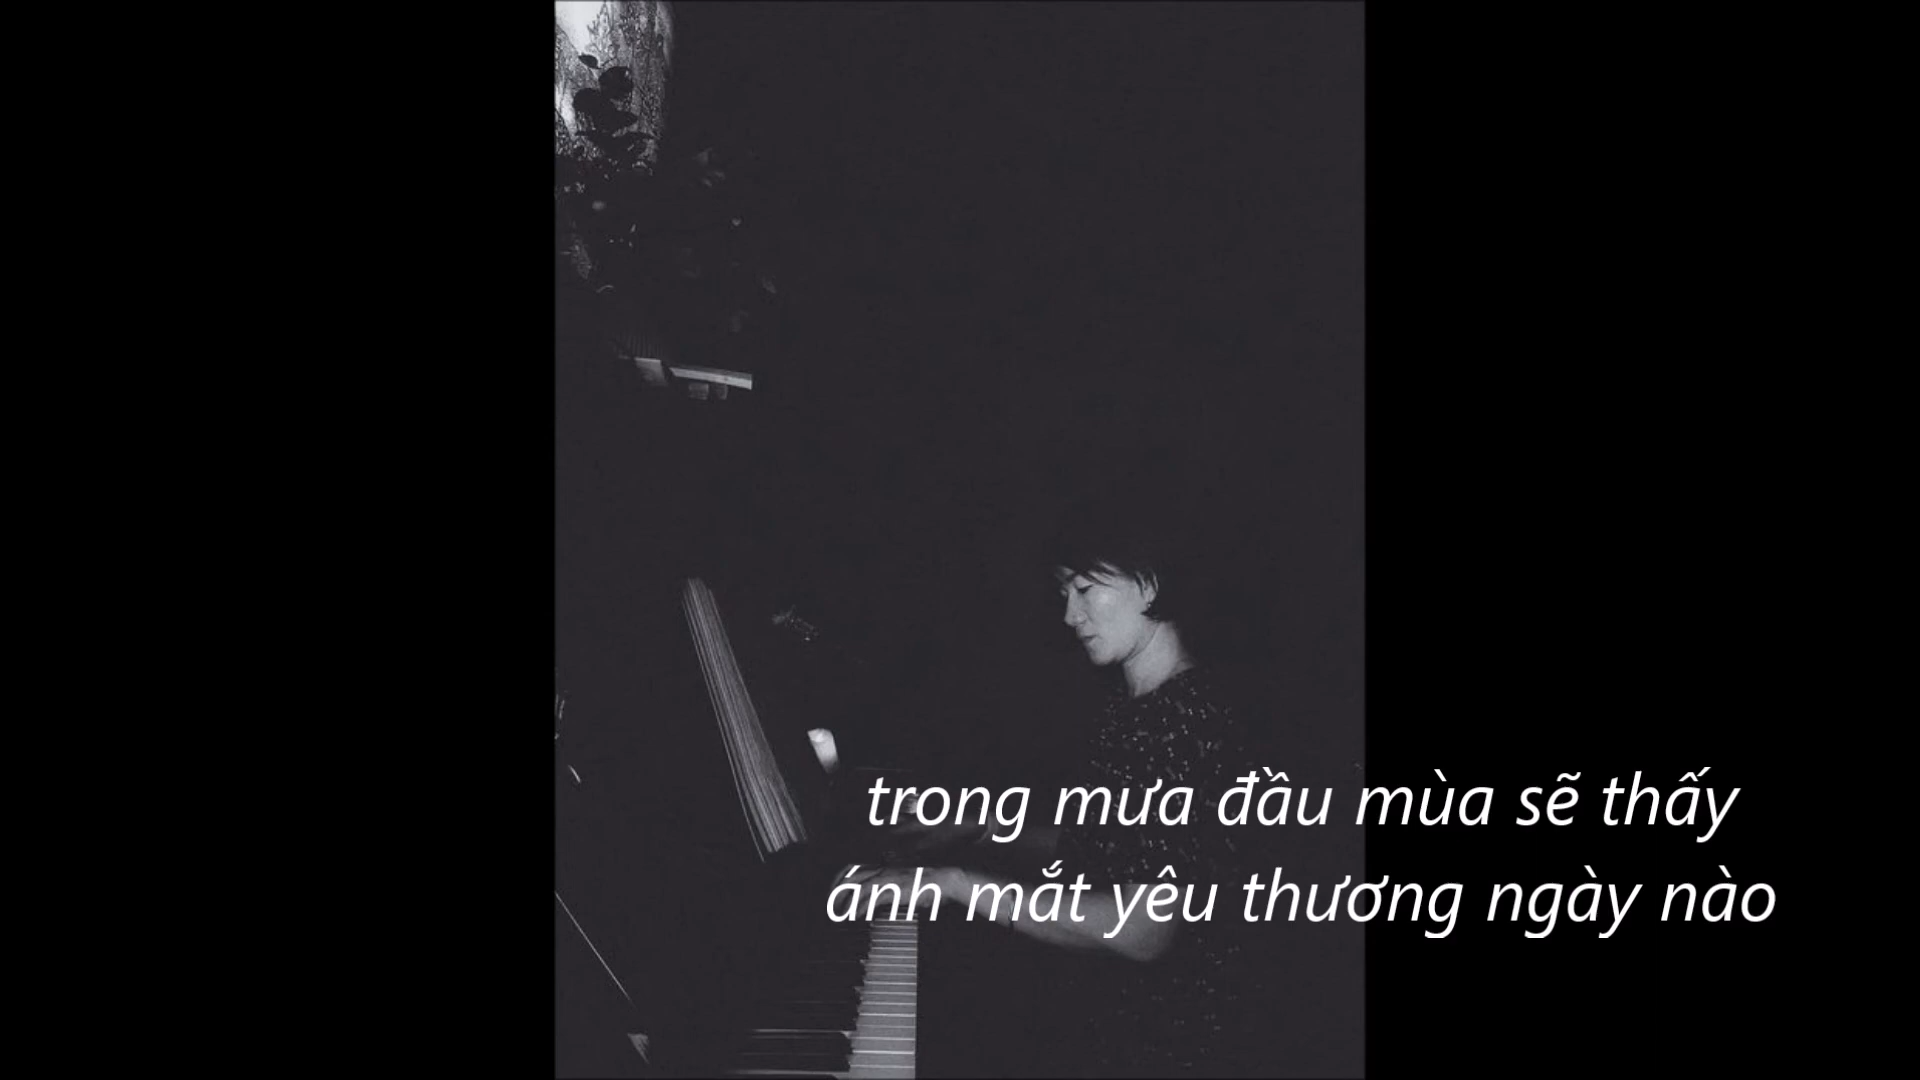 trong mưa đầu mùa sẽ thấy
ánh mắt yêu thương ngày nào